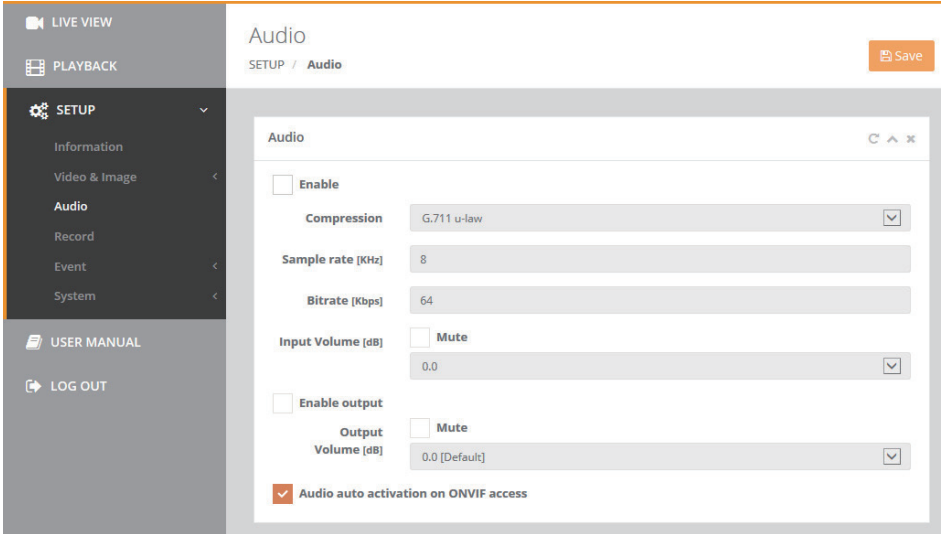 LIVE VIEW
PLAYBACK
SETUP
Information
Video & Image
Audio
Record
Event
System
USER MANUAL
LOG OUT
Audio
SETUP / Audio
Save
Audio
Enable
Compression
G.711 u-law
Sample rate [KHz]
8
Bitrate [Kbps]
64
Input Volume [dB]
Mute
0.0
Enable output
Output
Volume [dB]
Mute
0.0 [Default]
Audio auto activation on ONVIF access